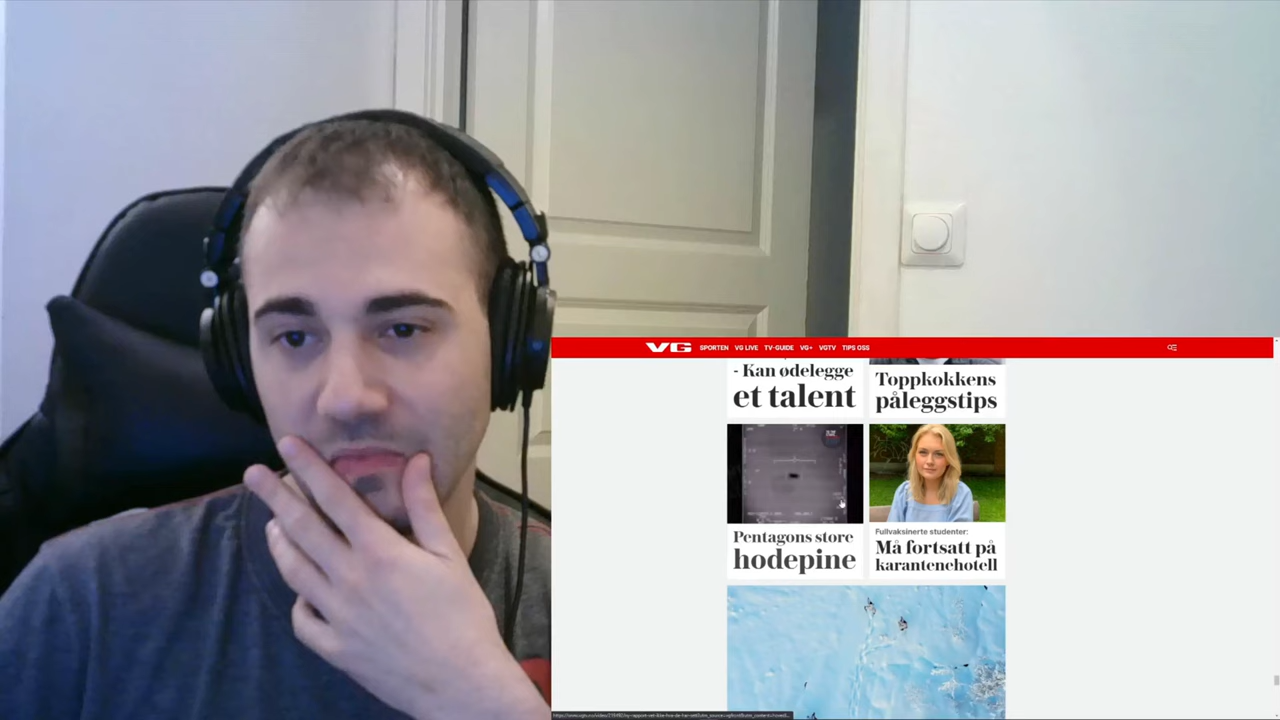 VG SPORTEN VG LIVE TV-GUIDE VG+ VGTV TIPS OSS
- Kan ødelegge
et talent
Toppkokkens
påleggstips
Pentagons store
hodepine
Fullvaksinerte studenter:
Må fortsatt på
karantenehotell